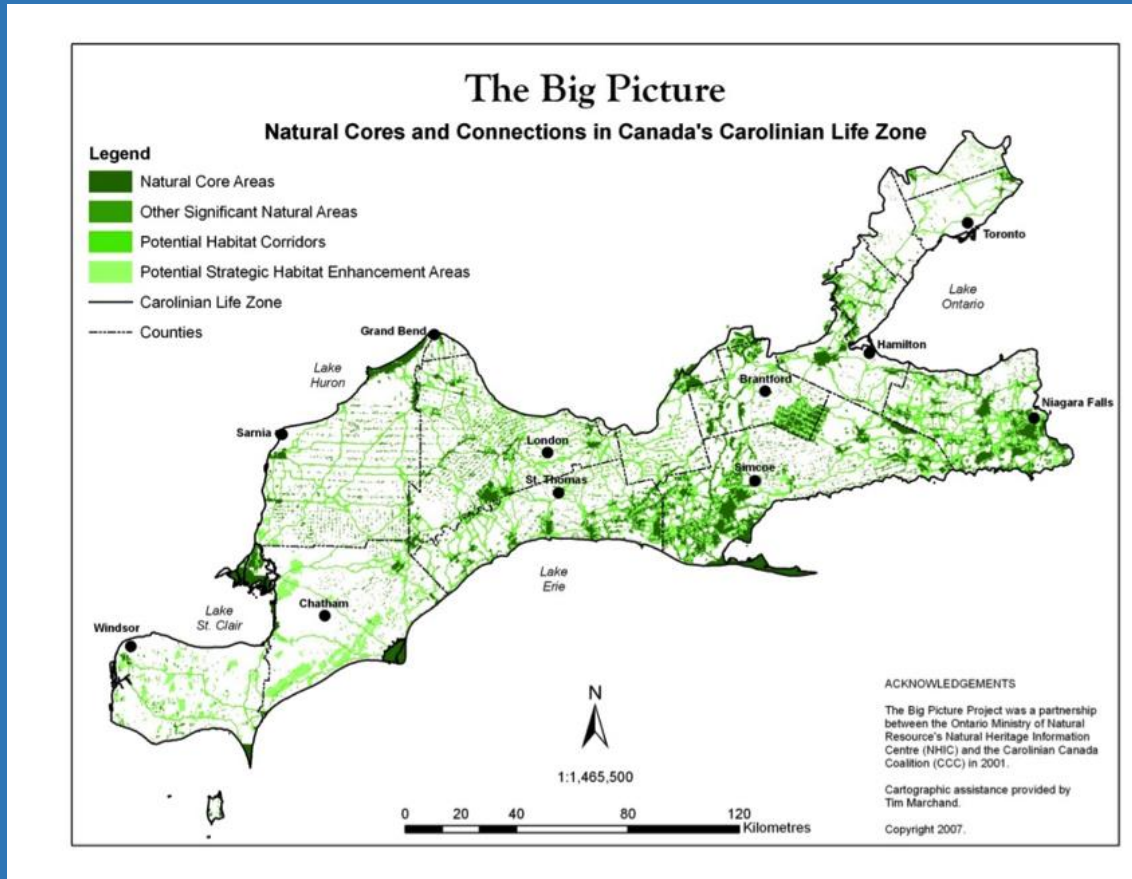 The Big Picture
Natural Cores and Connections in Canada's Carolinian Life Zone
Legend
Natural Core Areas
Other Significant Natural Areas
Potential Habitat Corridors
Potential Strategic Habitat Enhancement Areas
Carolinian Life Zone
Counties
Toronto
Lake
Ontario
Grand Bend
Hamilton
Lake
Huron
Brantford
Niagara Falls
Sarnia
London
Simcoe
St. Thomas
Lake
Erie
Chatham
Lake
St. Clair
Windsor
N
1:1,465,500
0 20 40 80 120
Kilometres
ACKNOWLEDGEMENTS
The Big Picture Project was a partnership
between the Ontario Ministry of Natural
Resource's Natural Heritage Information
Centre (NHIC) and the Carolinian Canada
Coalition (CCC) in 2001.
Cartographic assistance provided by
Tim Marchand.
Copyright 2007.